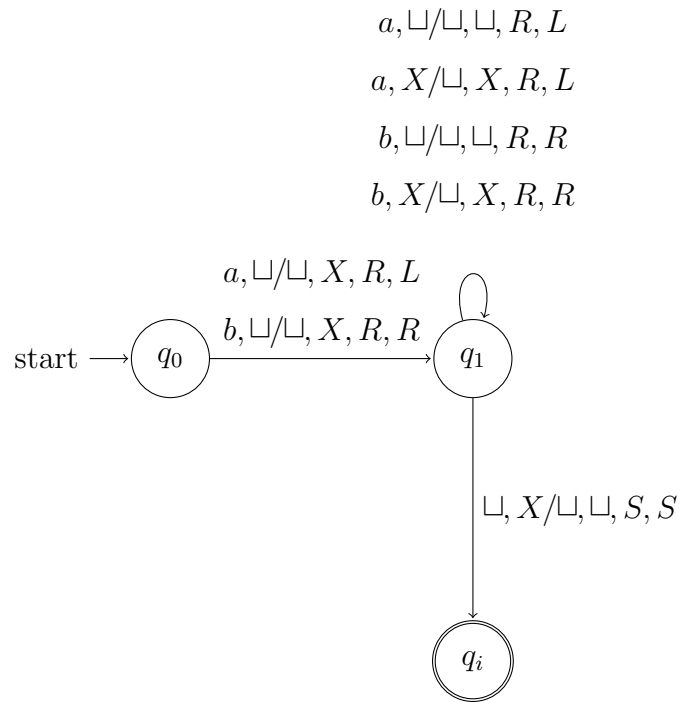 a, ⊔/⊔, ⊔, R, L
a, X/⊔, X, R, L
b, ⊔/⊔, ⊔, R, R
b, X/⊔, X, R, R
a, ⊔/⊔, X, R, L
b, ⊔/⊔, X, R, R
start
q₀
q₁
⊔, X/⊔, ⊔, S, S
qᵢ